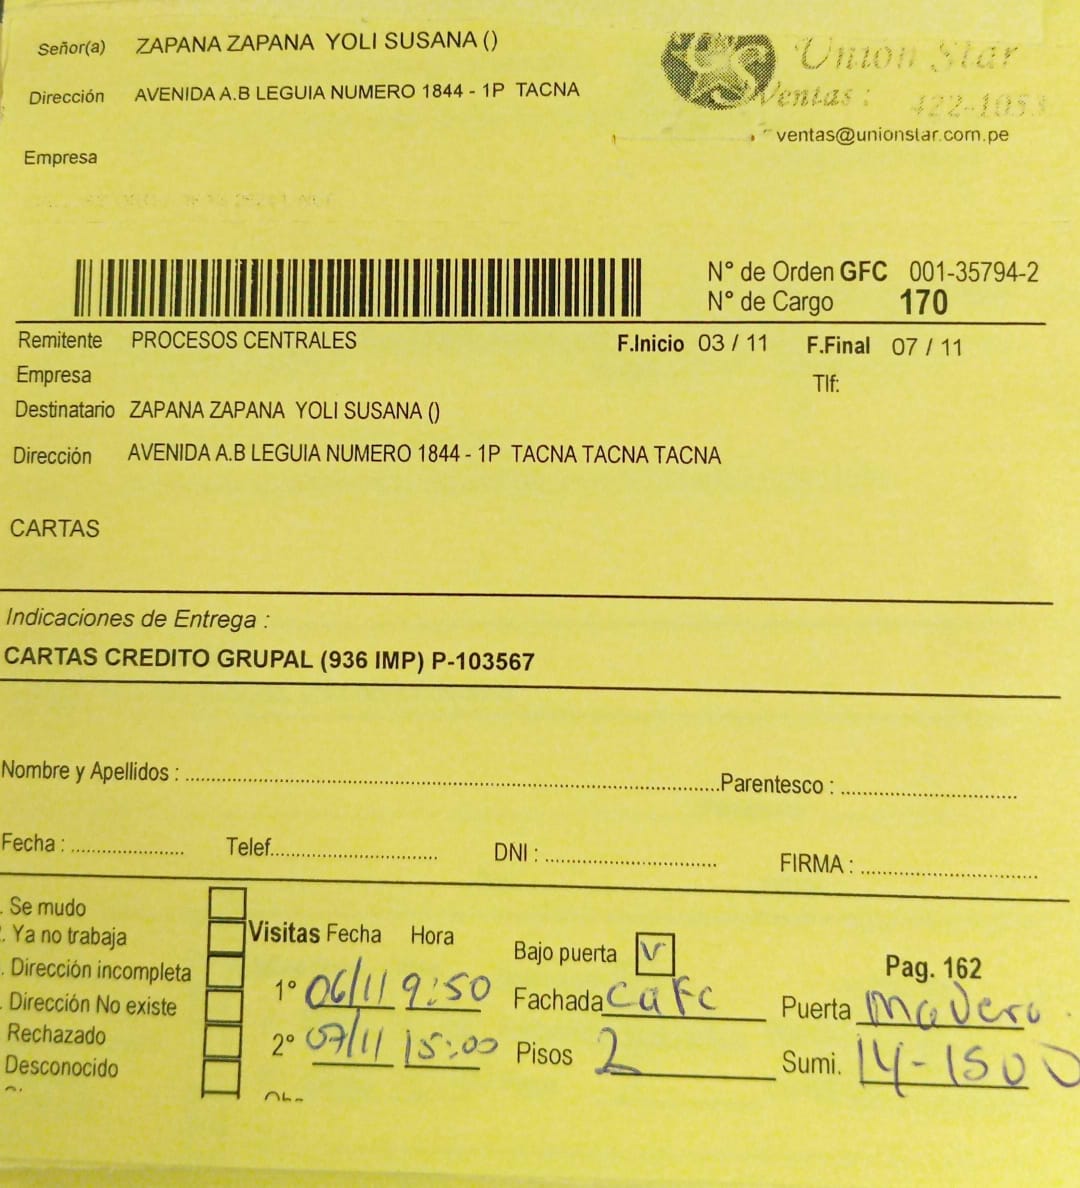 Señor(a) ZAPANA ZAPANA YOLI SUSANA ()
Union Star
Dirección AVENIDA A.B LEGUIA NUMERO 1844 - 1P TACNA
Ventas : 422-1053
ventas@unionstar.com.pe
Empresa
N° de Orden GFC 001-35794-2
N° de Cargo 170
Remitente PROCESOS CENTRALES F.Inicio 03 / 11 F.Final 07 / 11
Empresa Tlf:
Destinatario ZAPANA ZAPANA YOLI SUSANA ()
Dirección AVENIDA A.B LEGUIA NUMERO 1844 - 1P TACNA TACNA TACNA
CARTAS
Indicaciones de Entrega :
CARTAS CREDITO GRUPAL (936 IMP) P-103567
Nombre y Apellidos : Parentesco :
Fecha : Telef. DNI : FIRMA :
. Se mudo
. Ya no trabaja Visitas Fecha Hora Bajo puerta V Pag. 162
. Dirección incompleta 1° 06/11 9:50 Fachada Cafe Puerta
. Dirección No existe
Rechazado 2° 07/11 15:00 Pisos 2 Sumi. 14-1500
Desconocido